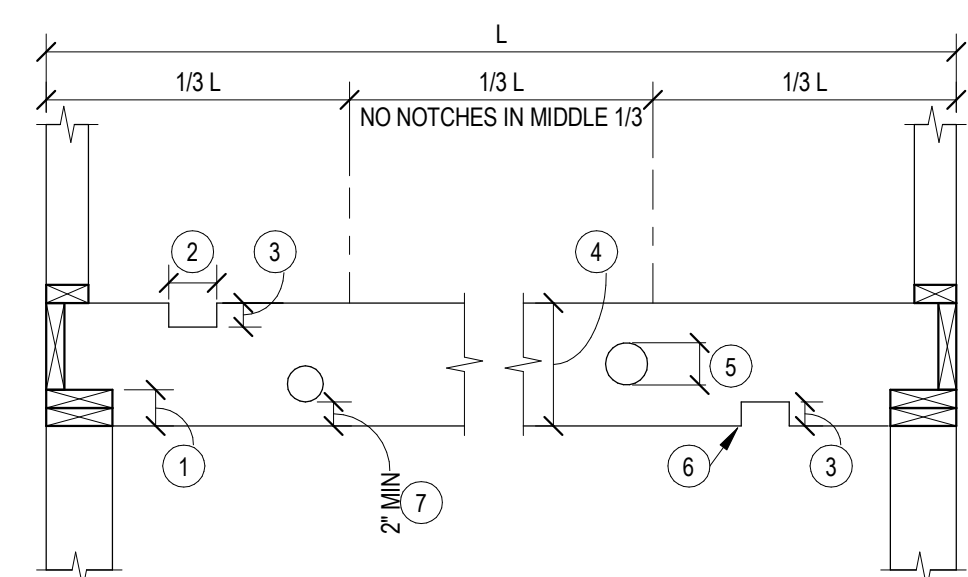 L
1/3 L
1/3 L
1/3 L
NO NOTCHES IN MIDDLE 1/3
2
3
4
5
1
6
3
2" MIN
7